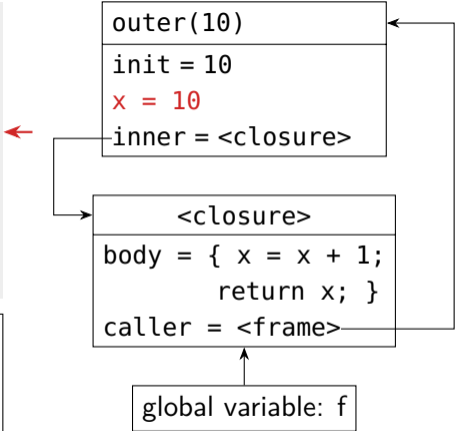 outer(10)
init = 10
x = 10
inner = <closure>
<closure>
body = { x = x + 1;
return x; }
caller = <frame>
global variable: f